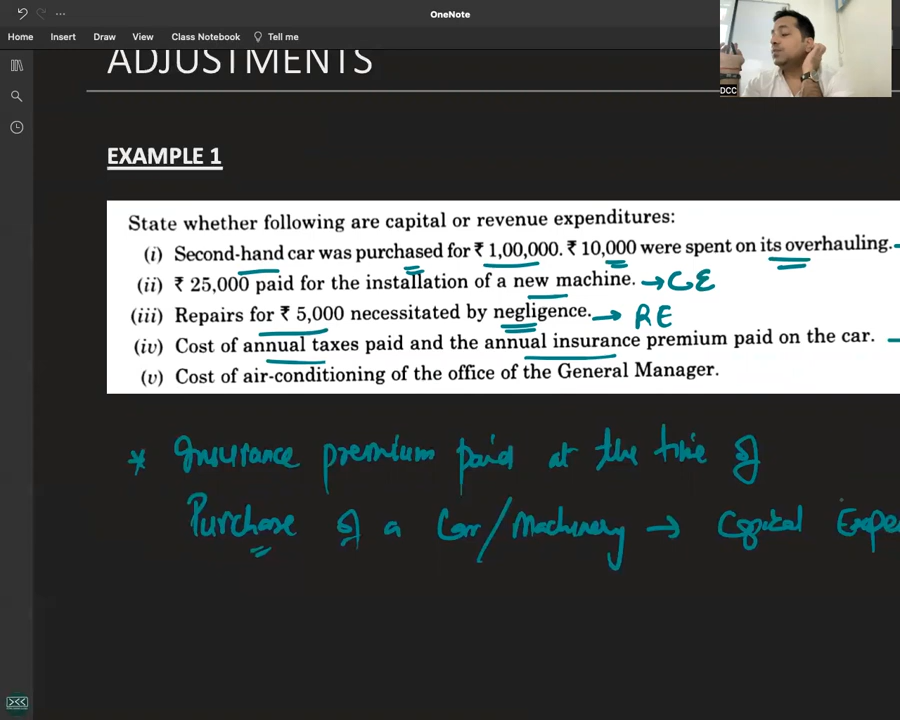 OneNote
Home Insert Draw View Class Notebook Tell me
DCC
ADJUSTMENTS
EXAMPLE 1
State whether following are capital or revenue expenditures:
(i) Second-hand car was purchased for ₹ 1,00,000. ₹ 10,000 were spent on its overhauling.
(ii) ₹ 25,000 paid for the installation of a new machine. → CE
(iii) Repairs for ₹ 5,000 necessitated by negligence. → RE
(iv) Cost of annual taxes paid and the annual insurance premium paid on the car.
(v) Cost of air-conditioning of the office of the General Manager.
* Insurance premium paid at the time of
Purchase of a Car/Machinery → Capital Expe